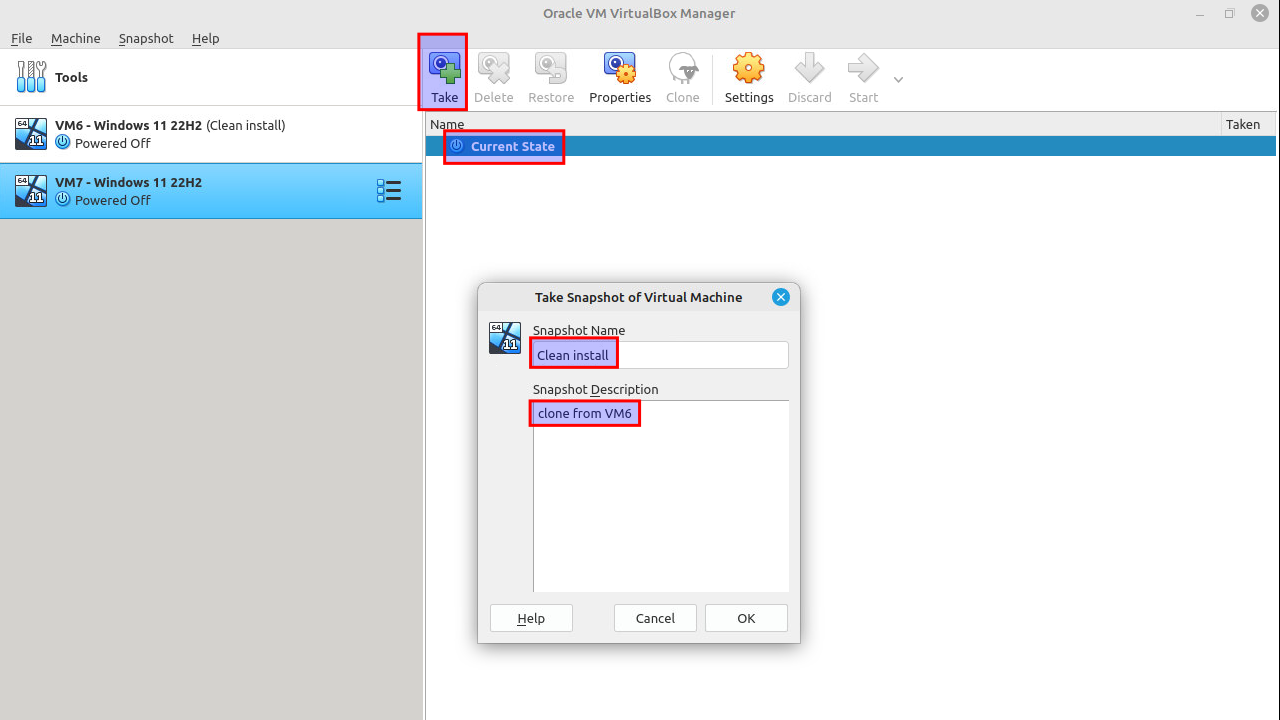 Oracle VM VirtualBox Manager
File Machine Snapshot Help
Tools
Take Delete Restore Properties Clone Settings Discard Start
Name Taken
64 11 VM6 - Windows 11 22H2 (Clean install)
Powered Off
Current State
64 11 VM7 - Windows 11 22H2
Powered Off
Take Snapshot of Virtual Machine
64 11
Snapshot Name
Clean install
Snapshot Description
clone from VM6
Help Cancel OK